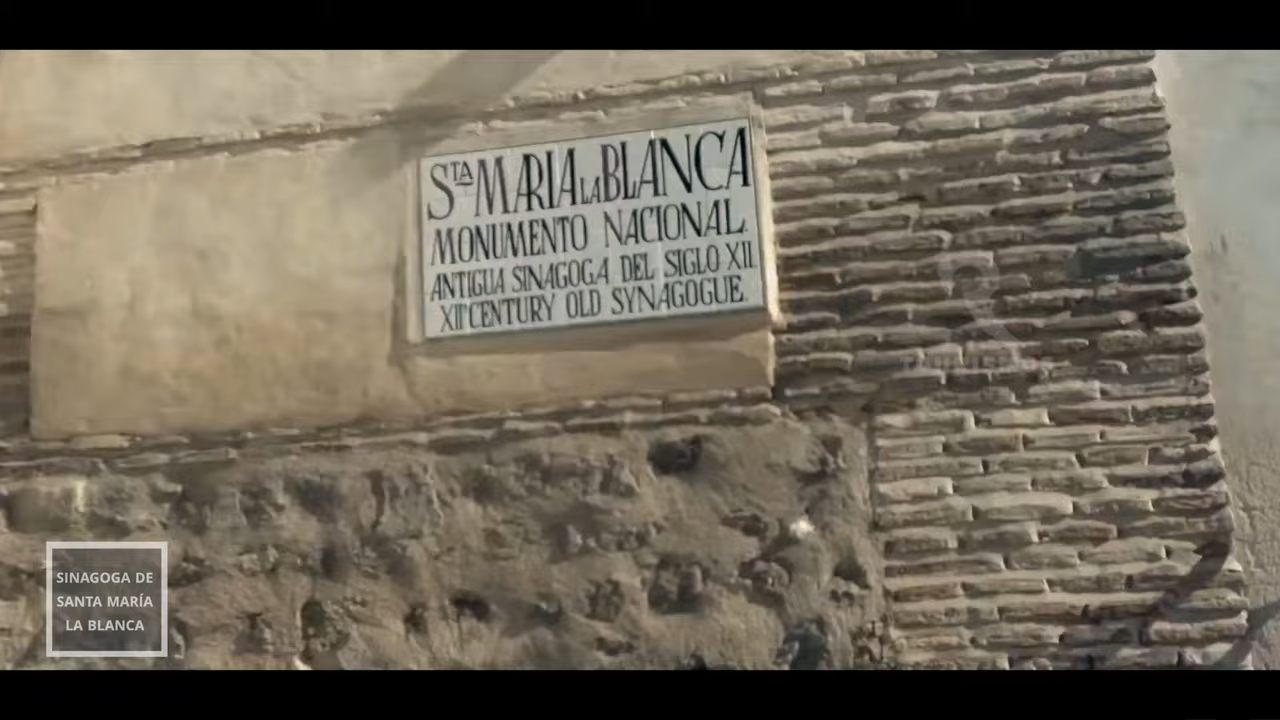 STA MARIA LA BLANCA
MONUMENTO NACIONAL.
ANTIGUA SINAGOGA DEL SIGLO XII
XIIᵗʰ CENTURY OLD SYNAGOGUE.
SINAGOGA DE
SANTA MARÍA
LA BLANCA